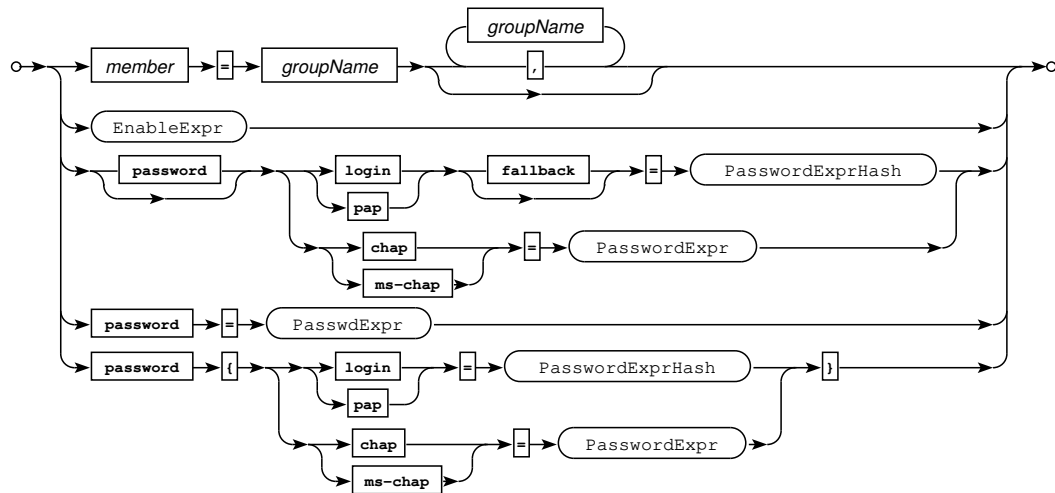 groupName
member = groupName ,
EnableExpr
password login fallback = PasswordExprHash
pap
chap = PasswordExpr
ms-chap
password = PasswdExpr
password { login = PasswordExprHash }
pap
chap = PasswordExpr
ms-chap